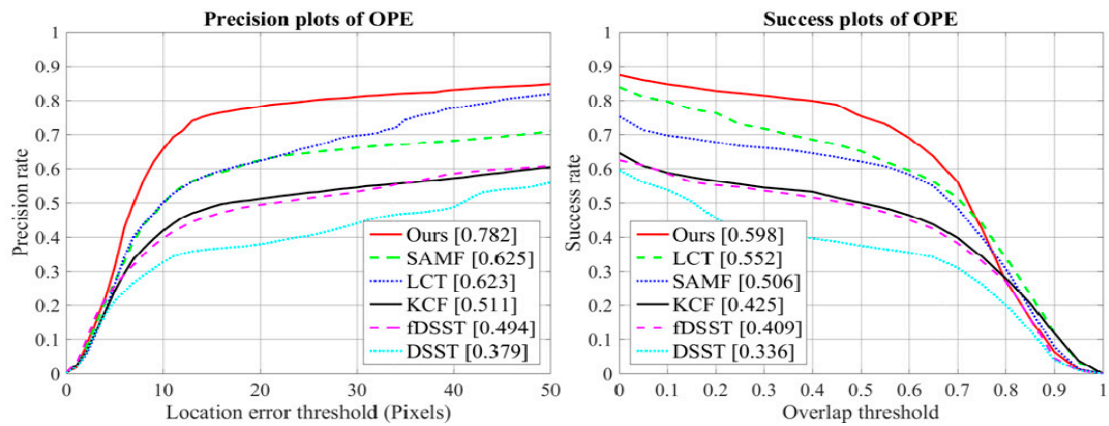 Precision plots of OPE
Precision rate
1
0.9
0.8
0.7
0.6
0.5
0.4
0.3
0.2
0.1
0
0 10 20 30 40 50
Location error threshold (Pixels)
Ours [0.782]
SAMF [0.625]
LCT [0.623]
KCF [0.511]
fDSST [0.494]
DSST [0.379]
Success plots of OPE
Success rate
1
0.9
0.8
0.7
0.6
0.5
0.4
0.3
0.2
0.1
0
0 0.1 0.2 0.3 0.4 0.5 0.6 0.7 0.8 0.9 1
Overlap threshold
Ours [0.598]
LCT [0.552]
SAMF [0.506]
KCF [0.425]
fDSST [0.409]
DSST [0.336]